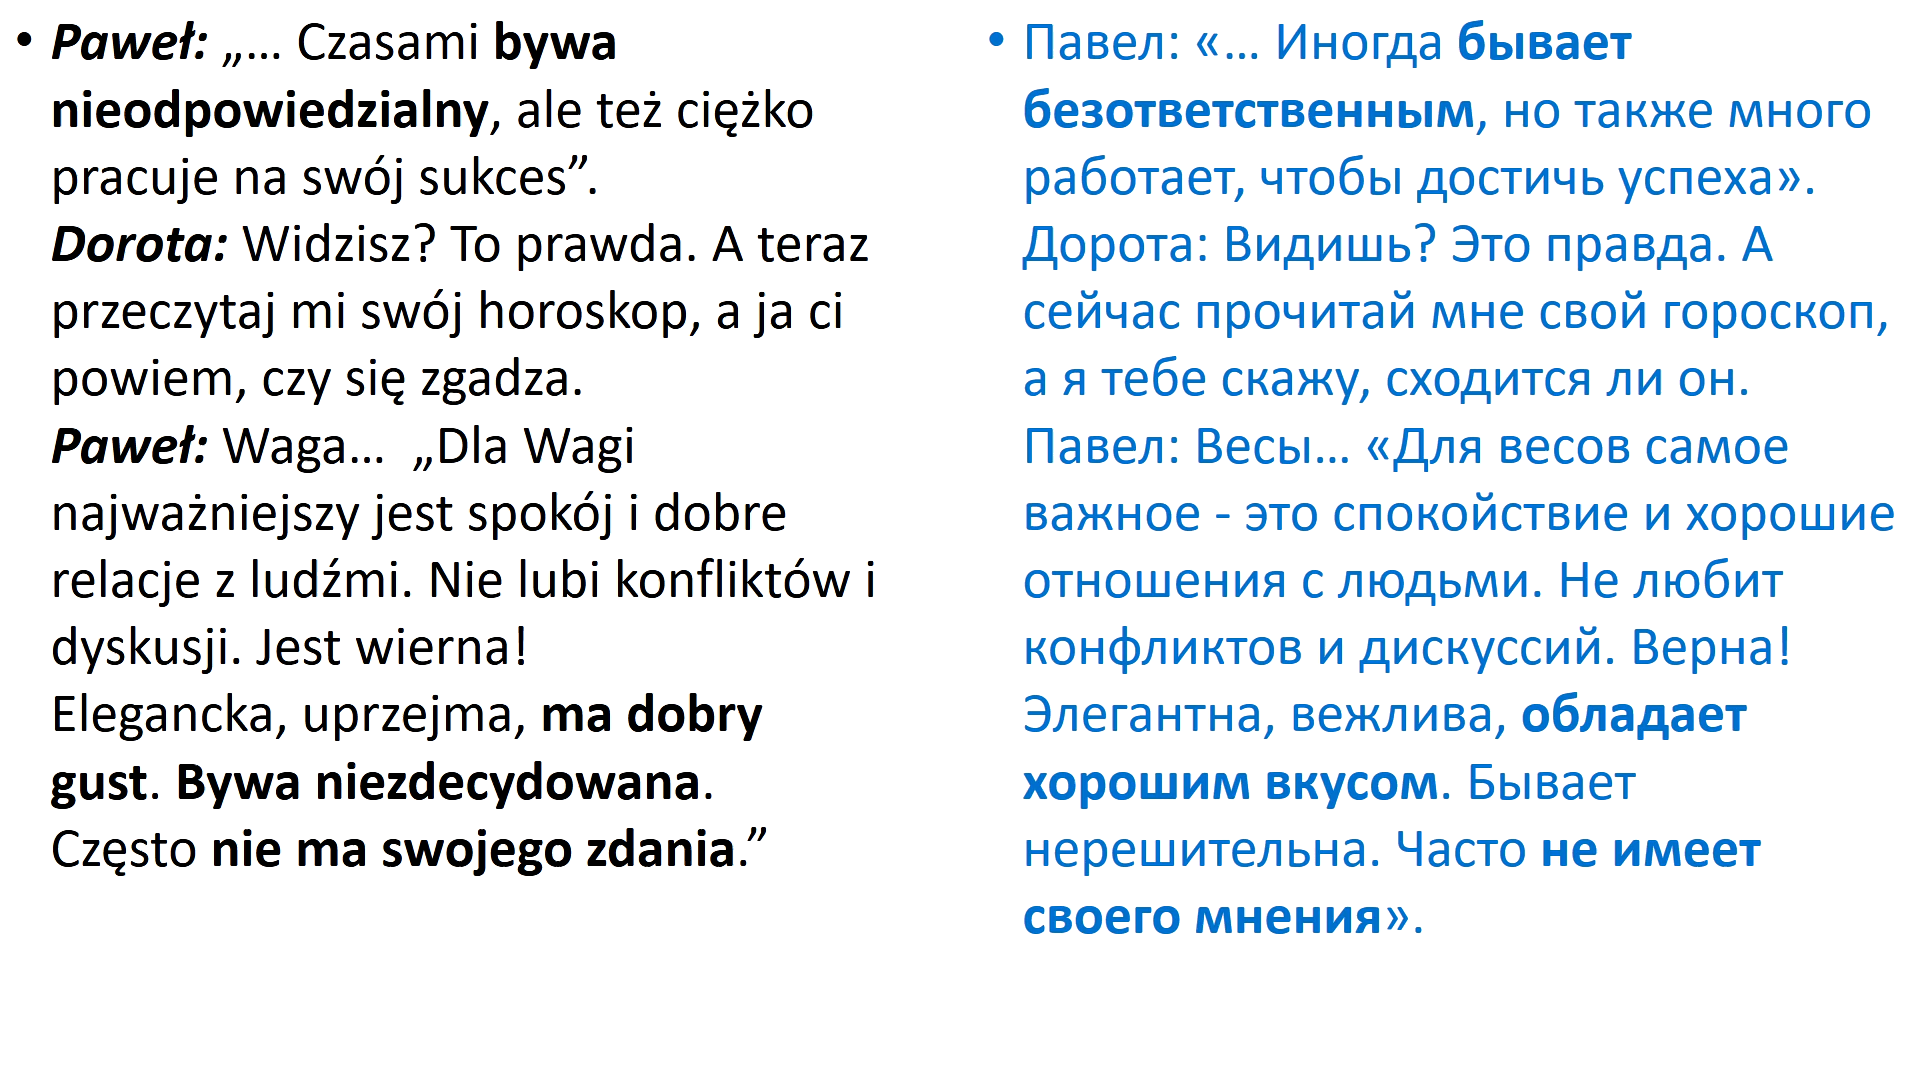 • Paweł: „… Czasami bywa
nieodpowiedzialny, ale też ciężko
pracuje na swój sukces”.
Dorota: Widzisz? To prawda. A teraz
przeczytaj mi swój horoskop, a ja ci
powiem, czy się zgadza.
Paweł: Waga… „Dla Wagi
najważniejszy jest spokój i dobre
relacje z ludźmi. Nie lubi konfliktów i
dyskusji. Jest wierna!
Elegancka, uprzejma, ma dobry
gust. Bywa niezdecydowana.
Często nie ma swojego zdania.”
• Павел: «… Иногда бывает
безответственным, но также много
работает, чтобы достичь успеха».
Дорота: Видишь? Это правда. А
сейчас прочитай мне свой гороскоп,
а я тебе скажу, сходится ли он.
Павел: Весы… «Для весов самое
важное - это спокойствие и хорошие
отношения с людьми. Не любит
конфликтов и дискуссий. Верна!
Элегантна, вежлива, обладает
хорошим вкусом. Бывает
нерешительна. Часто не имеет
своего мнения».